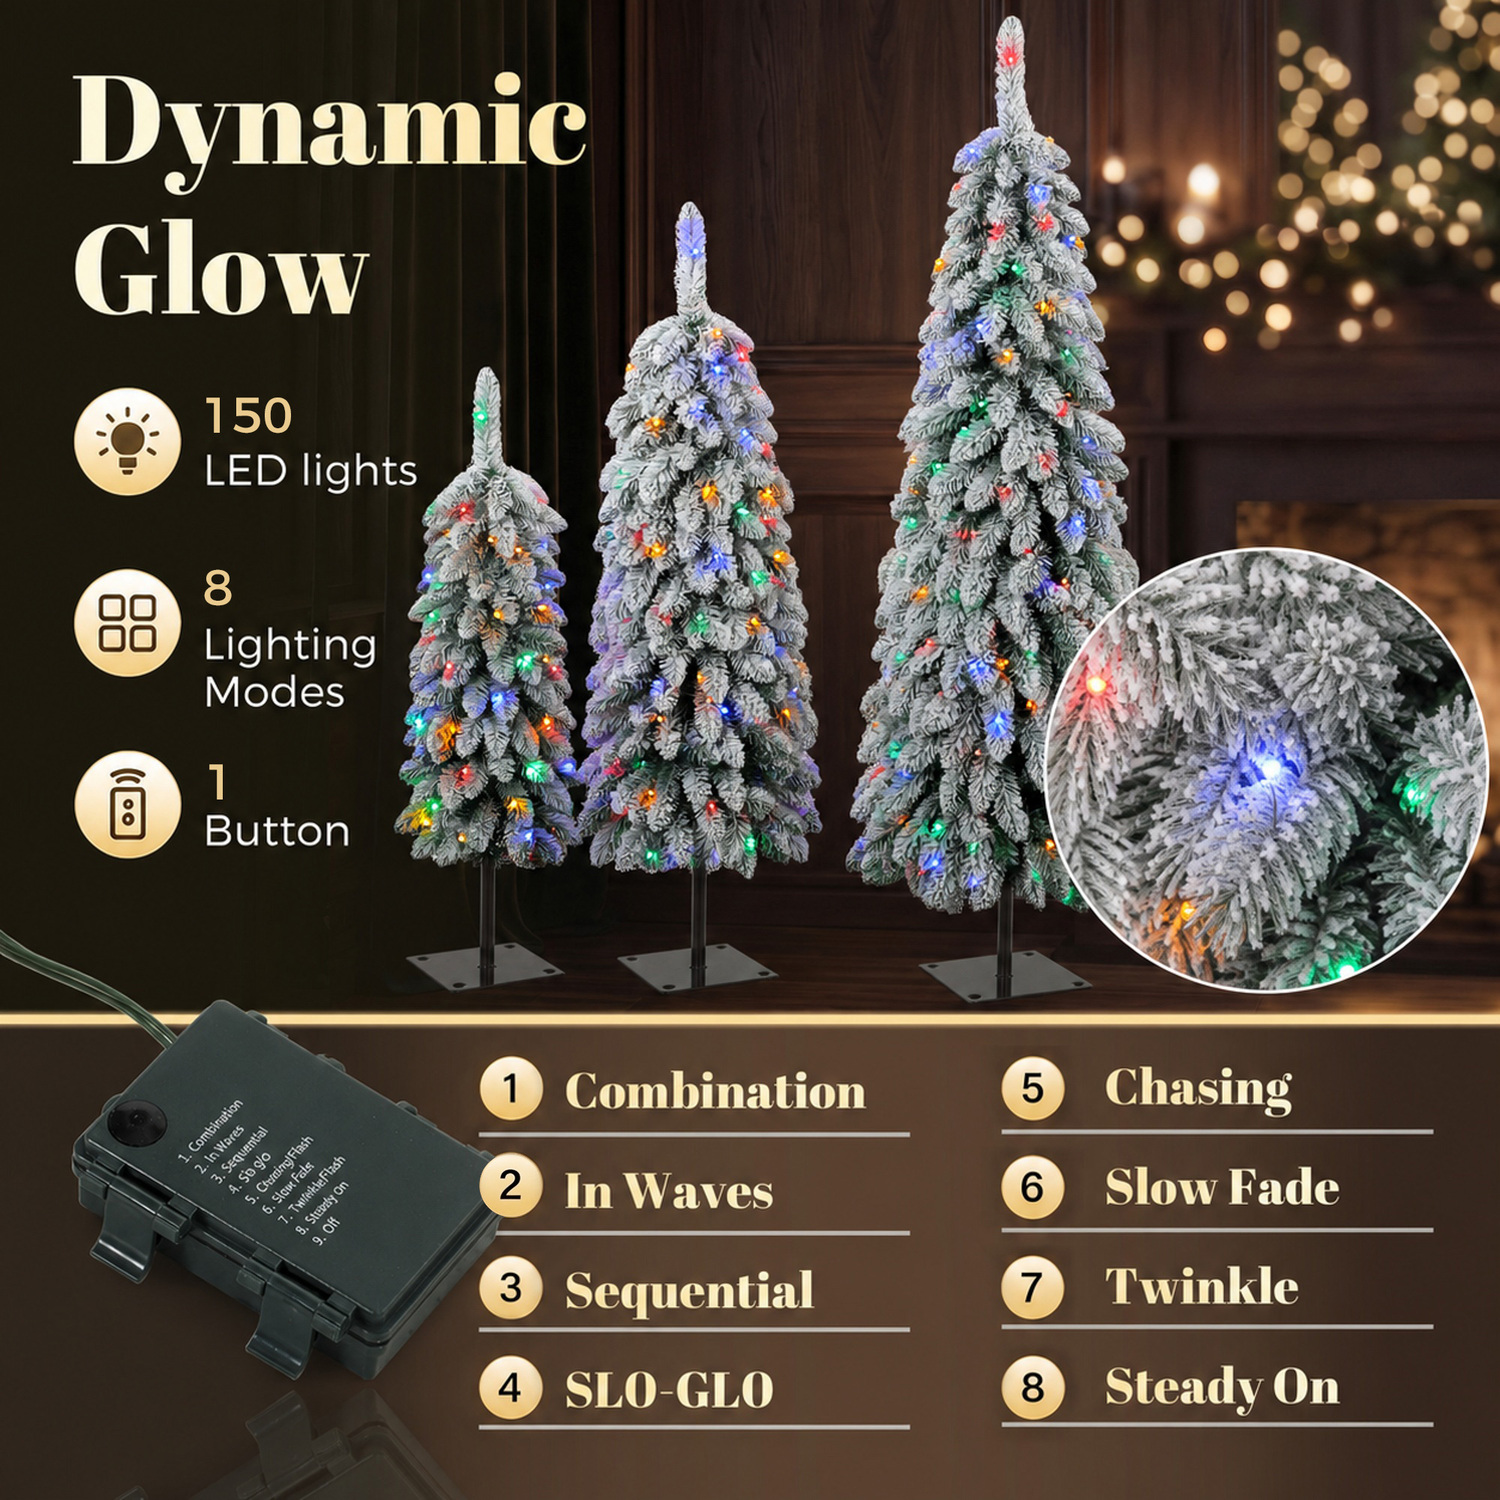 Dynamic
Glow
150
LED lights
8
Lighting
Modes
1
Button
1. Combination
2. In Waves
3. Sequential
4. Slo glo
5. Chasing/Flash
6. Slow Fade
7. Twinkle/Flash
8. Steady On
9. Off
1 Combination
2 In Waves
3 Sequential
4 SLO-GLO
5 Chasing
6 Slow Fade
7 Twinkle
8 Steady On